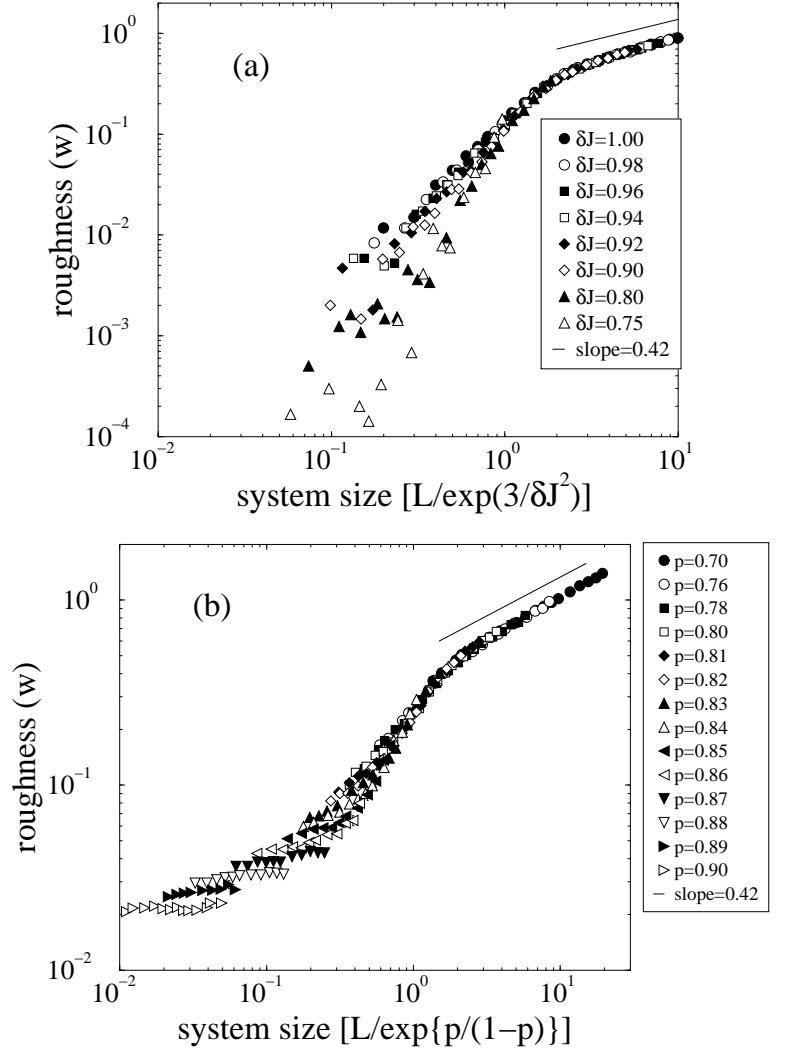 (a)
10^0
10^-1
10^-2
10^-3
10^-4
roughness (w)
δJ=1.00
δJ=0.98
δJ=0.96
δJ=0.94
δJ=0.92
δJ=0.90
δJ=0.80
δJ=0.75
slope=0.42
10^-2 10^-1 10^0 10^1
system size [L/exp(3/δJ^2)]
(b)
10^0
10^-1
10^-2
roughness (w)
p=0.70
p=0.76
p=0.78
p=0.80
p=0.81
p=0.82
p=0.83
p=0.84
p=0.85
p=0.86
p=0.87
p=0.88
p=0.89
p=0.90
slope=0.42
10^-2 10^-1 10^0 10^1
system size [L/exp{p/(1−p)}]